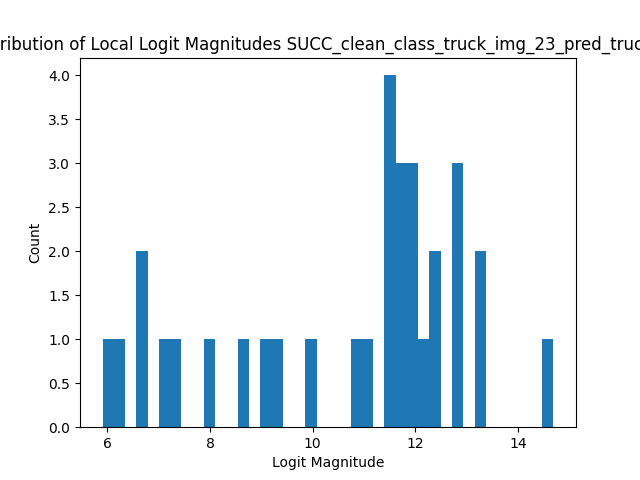 ribution of Local Logit Magnitudes SUCC_clean_class_truck_img_23_pred_truc
4.0
3.5
3.0
2.5
2.0
1.5
1.0
0.5
0.0
Count
6 8 10 12 14
Logit Magnitude